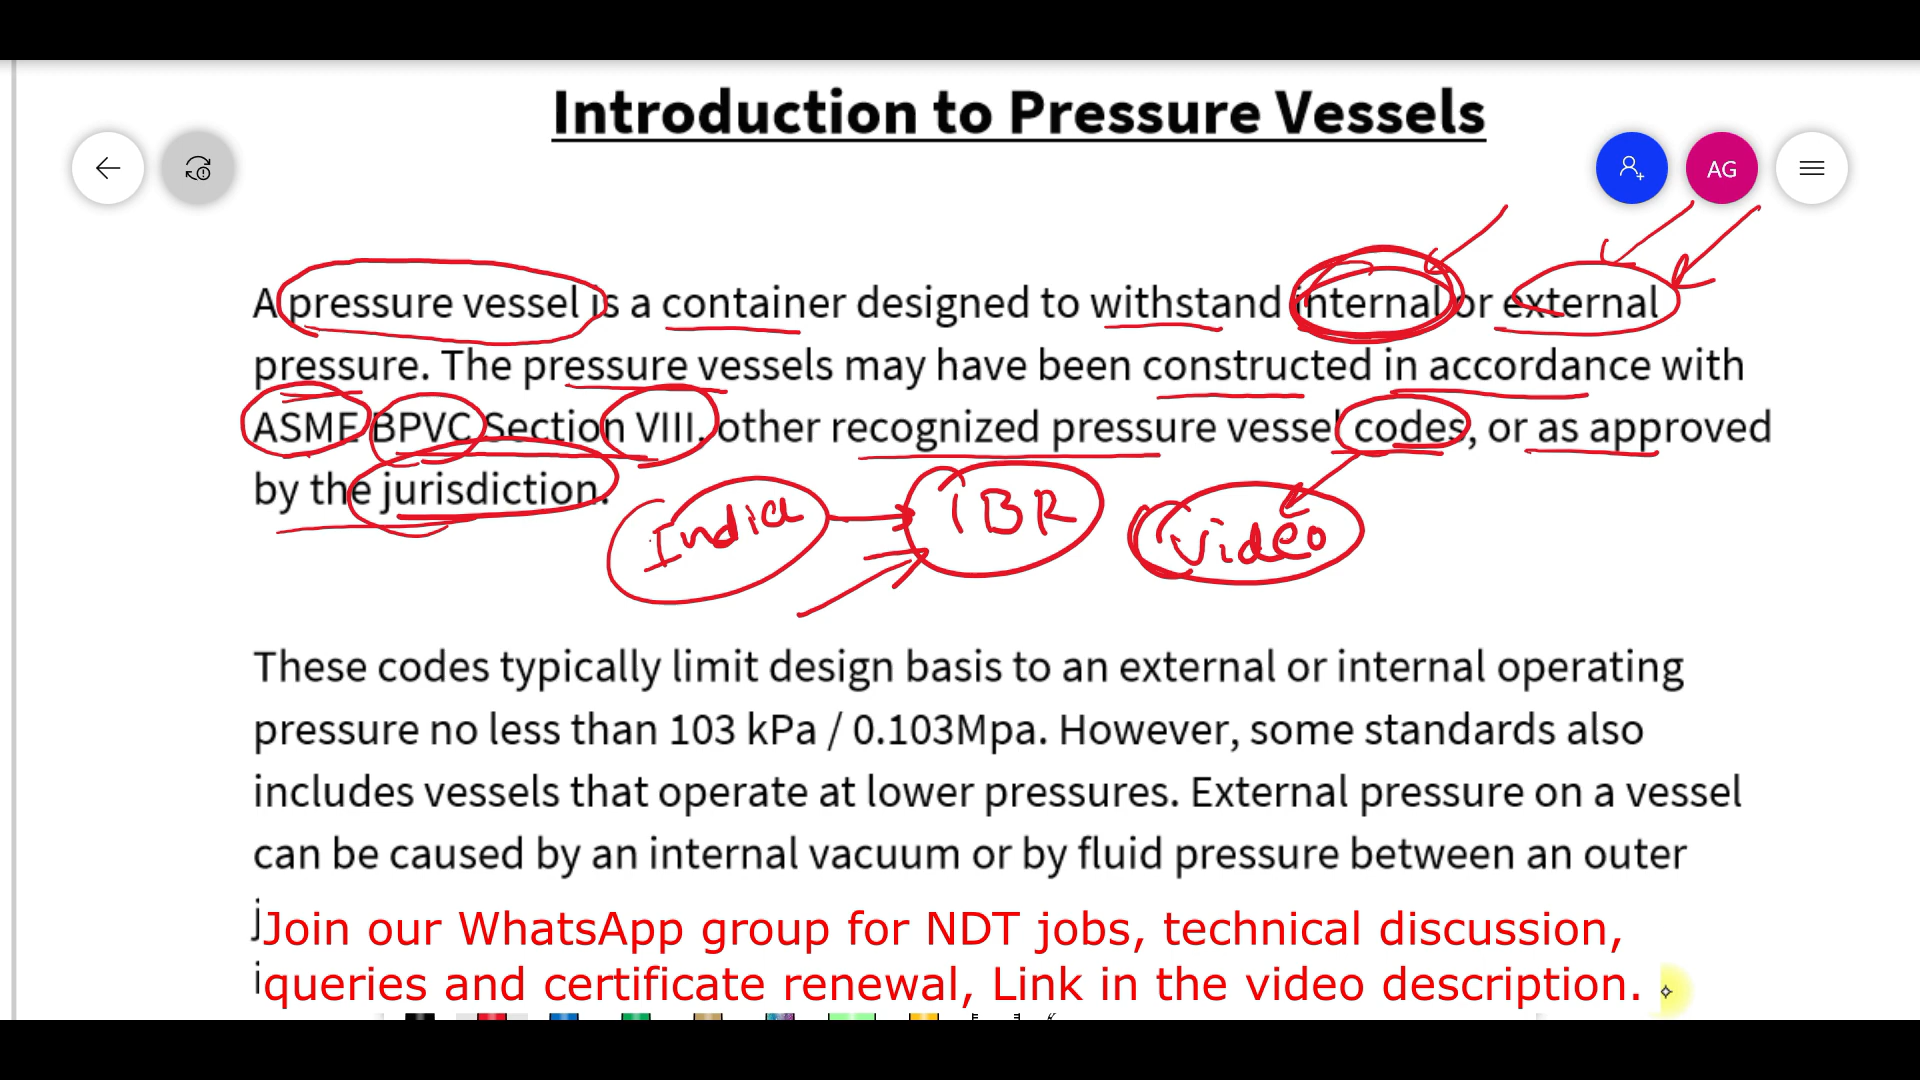 Introduction to Pressure Vessels
AG
A pressure vessel is a container designed to withstand internal or external
pressure. The pressure vessels may have been constructed in accordance with
ASME BPVC Section VIII, other recognized pressure vessel codes, or as approved
by the jurisdiction.
India IBR Video
These codes typically limit design basis to an external or internal operating
pressure no less than 103 kPa / 0.103Mpa. However, some standards also
includes vessels that operate at lower pressures. External pressure on a vessel
can be caused by an internal vacuum or by fluid pressure between an outer
Join our WhatsApp group for NDT jobs, technical discussion,
queries and certificate renewal, Link in the video description.